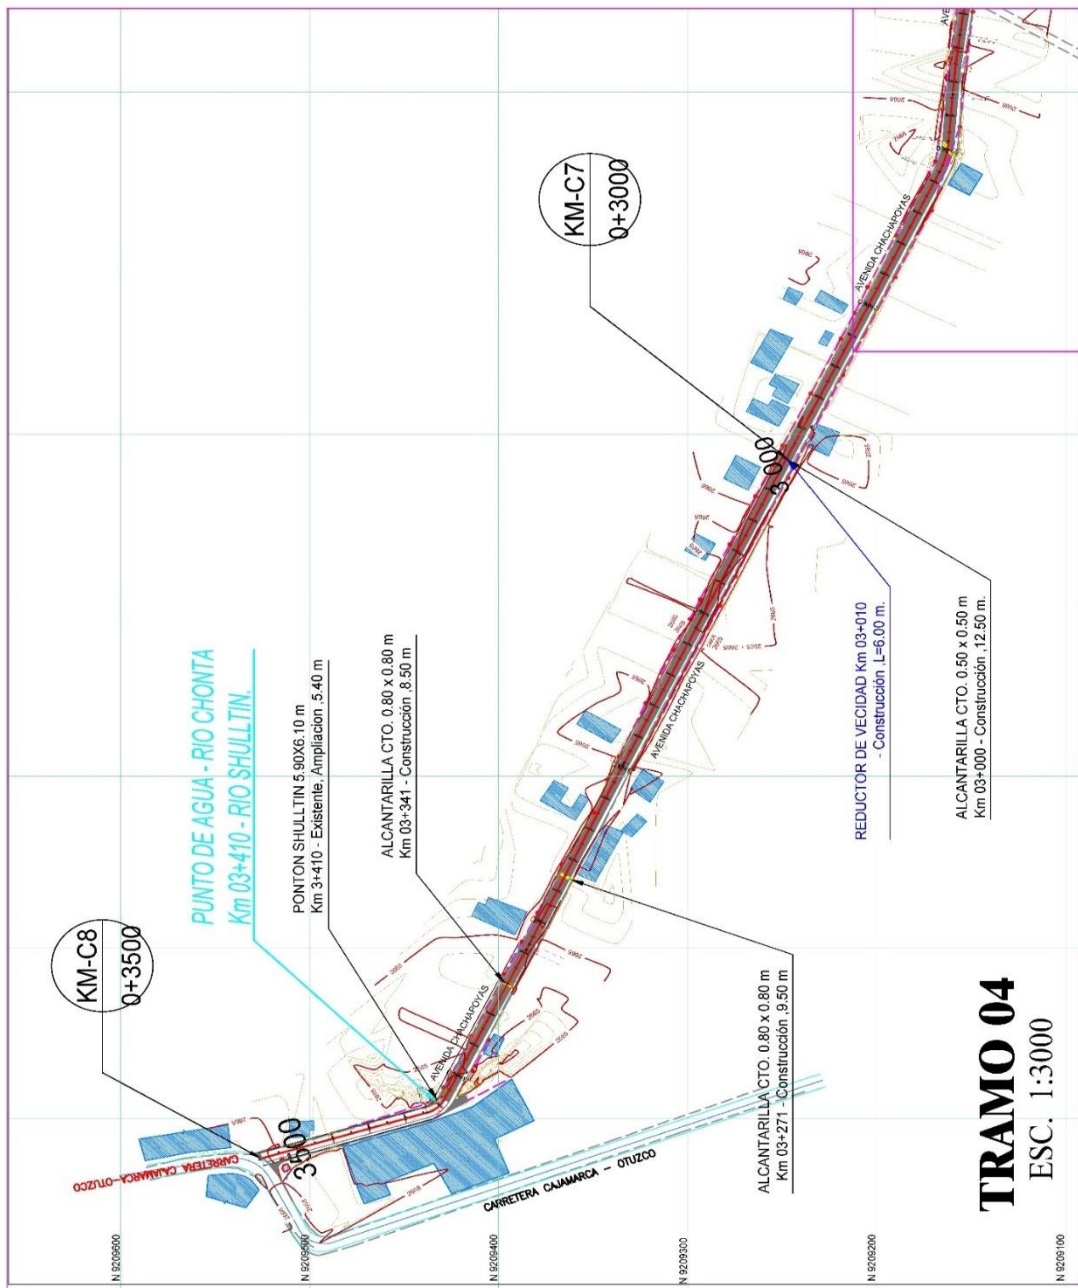 KM-C8
0+3500
PUNTO DE AGUA - RIO CHONTA
Km 03+410 - RIO SHULLTIN.
PONTON SHULLTIN 5.90X6.10 m
Km 3+410 - Existente, Ampliacion ,5.40 m
ALCANTARILLA CTO. 0.80 x 0.80 m
Km 03+341 - Construcción ,8.50 m
KM-C7
0+3000
AVENIDA CHACHAPOYAS
AVENIDA CHACHAPOYAS
AVENIDA CHACHAPOYAS
3 000
3500
CARRETERA CAJAMARCA-OTUZCO
CARRETERA CAJAMARCA - OTUZCO
ALCANTARILLA CTO. 0.80 x 0.80 m
Km 03+271 - Construcción ,9.50 m
REDUCTOR DE VECIDAD Km 03+010
- Construcción ,L=6.00 m.
ALCANTARILLA CTO. 0.50 x 0.50 m
Km 03+000- Construcción ,12.50 m.
TRAMO 04
ESC. 1:3000
N 9209600
N 9209500
N 9209400
N 9209300
N 9209200
N 9209100